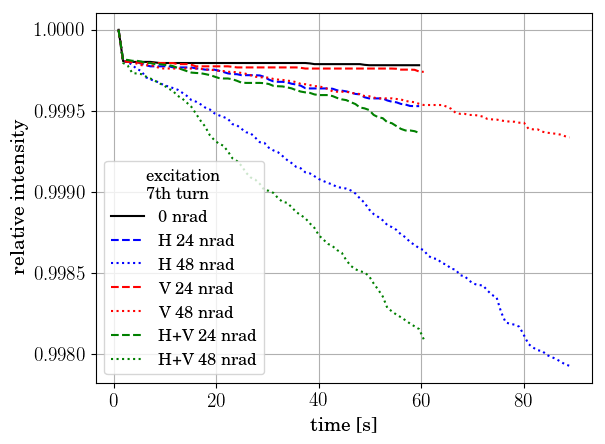 1.0000
0.9995
0.9990
0.9985
0.9980
relative intensity
excitation
7th turn
0 nrad
H 24 nrad
H 48 nrad
V 24 nrad
V 48 nrad
H+V 24 nrad
H+V 48 nrad
0 20 40 60 80
time [s]